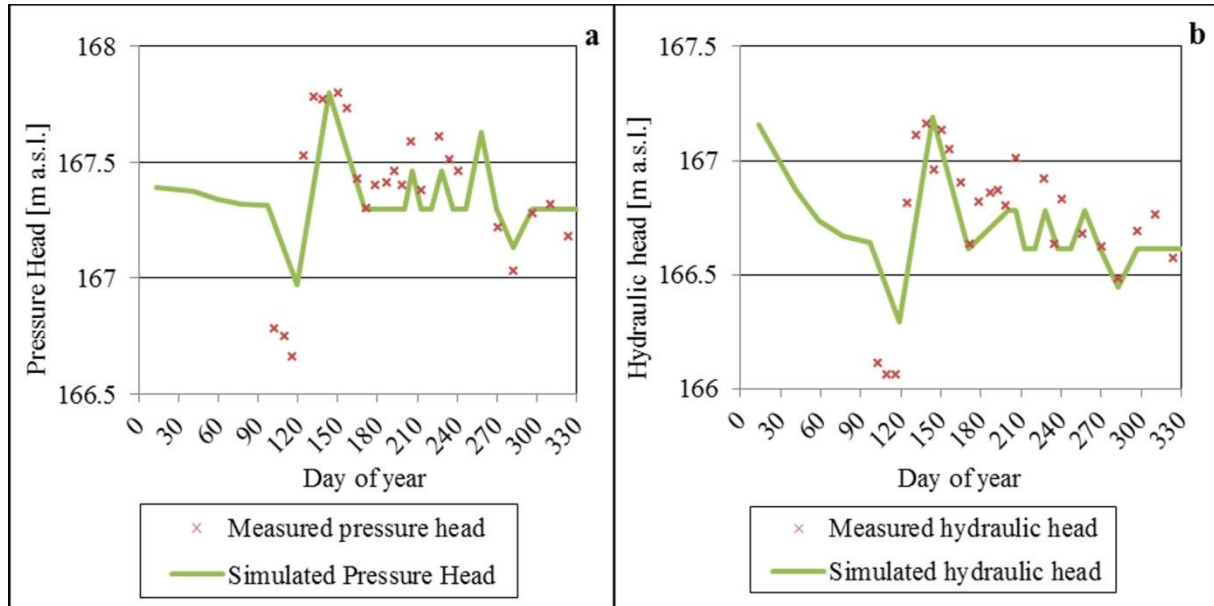 a
168
167.5
167
166.5
Pressure Head [m a.s.l.]
0 30 60 90 120 150 180 210 240 270 300 330
Day of year
× Measured pressure head
Simulated Pressure Head
b
167.5
167
166.5
166
Hydraulic head [m a.s.l.]
0 30 60 90 120 150 180 210 240 270 300 330
Day of year
× Measured hydraulic head
Simulated hydraulic head